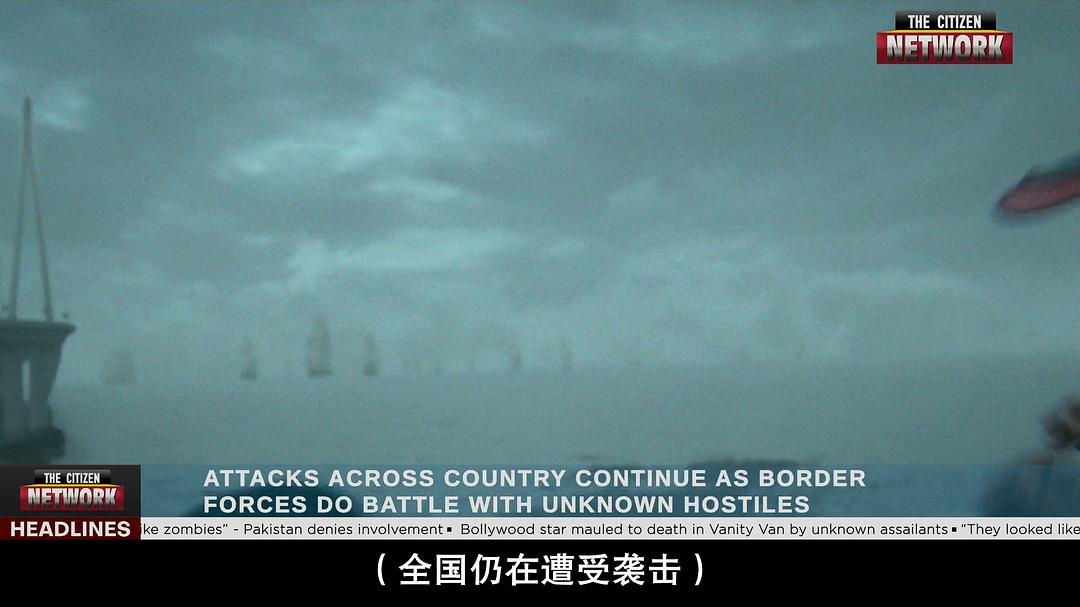 THE CITIZEN
NETWORK
ATTACKS ACROSS COUNTRY CONTINUE AS BORDER
FORCES DO BATTLE WITH UNKNOWN HOSTILES
THE CITIZEN
NETWORK
HEADLINES
ike zombies” - Pakistan denies involvement▪ Bollywood star mauled to death in Vanity Van by unknown assailants▪“They looked like
（全国仍在遭受袭击）